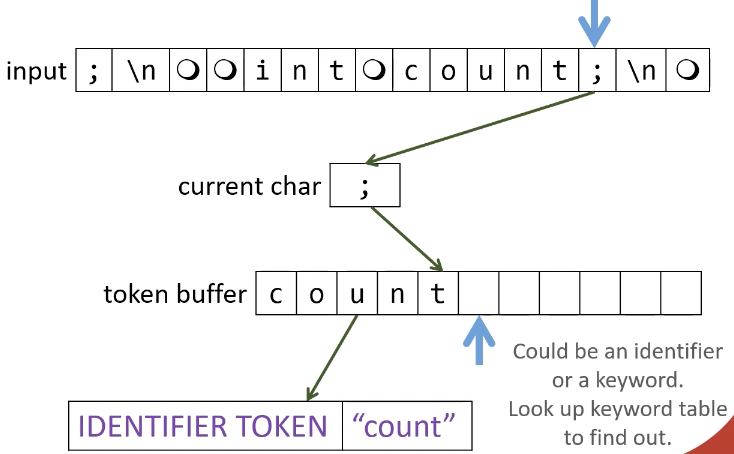 input ; \n ❍ ❍ i n t ❍ c o u n t ; \n ❍
current char ;
token buffer c o u n t
Could be an identifier
or a keyword.
Look up keyword table
to find out.
IDENTIFIER TOKEN “count”